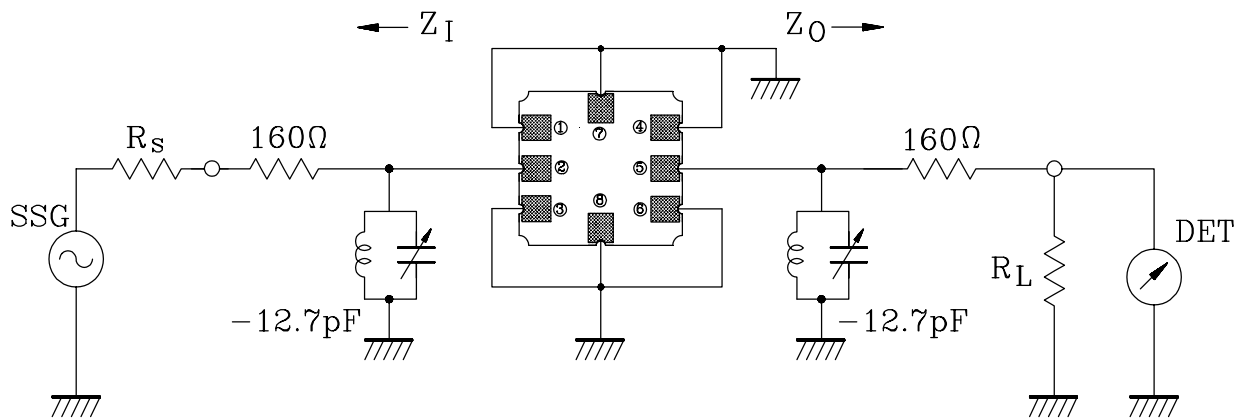 Z_I
Z_O
① ⑦ ④
R_s
160Ω
160Ω
② ⑤
③ ⑧ ⑥
SSG
DET
R_L
−12.7pF
−12.7pF